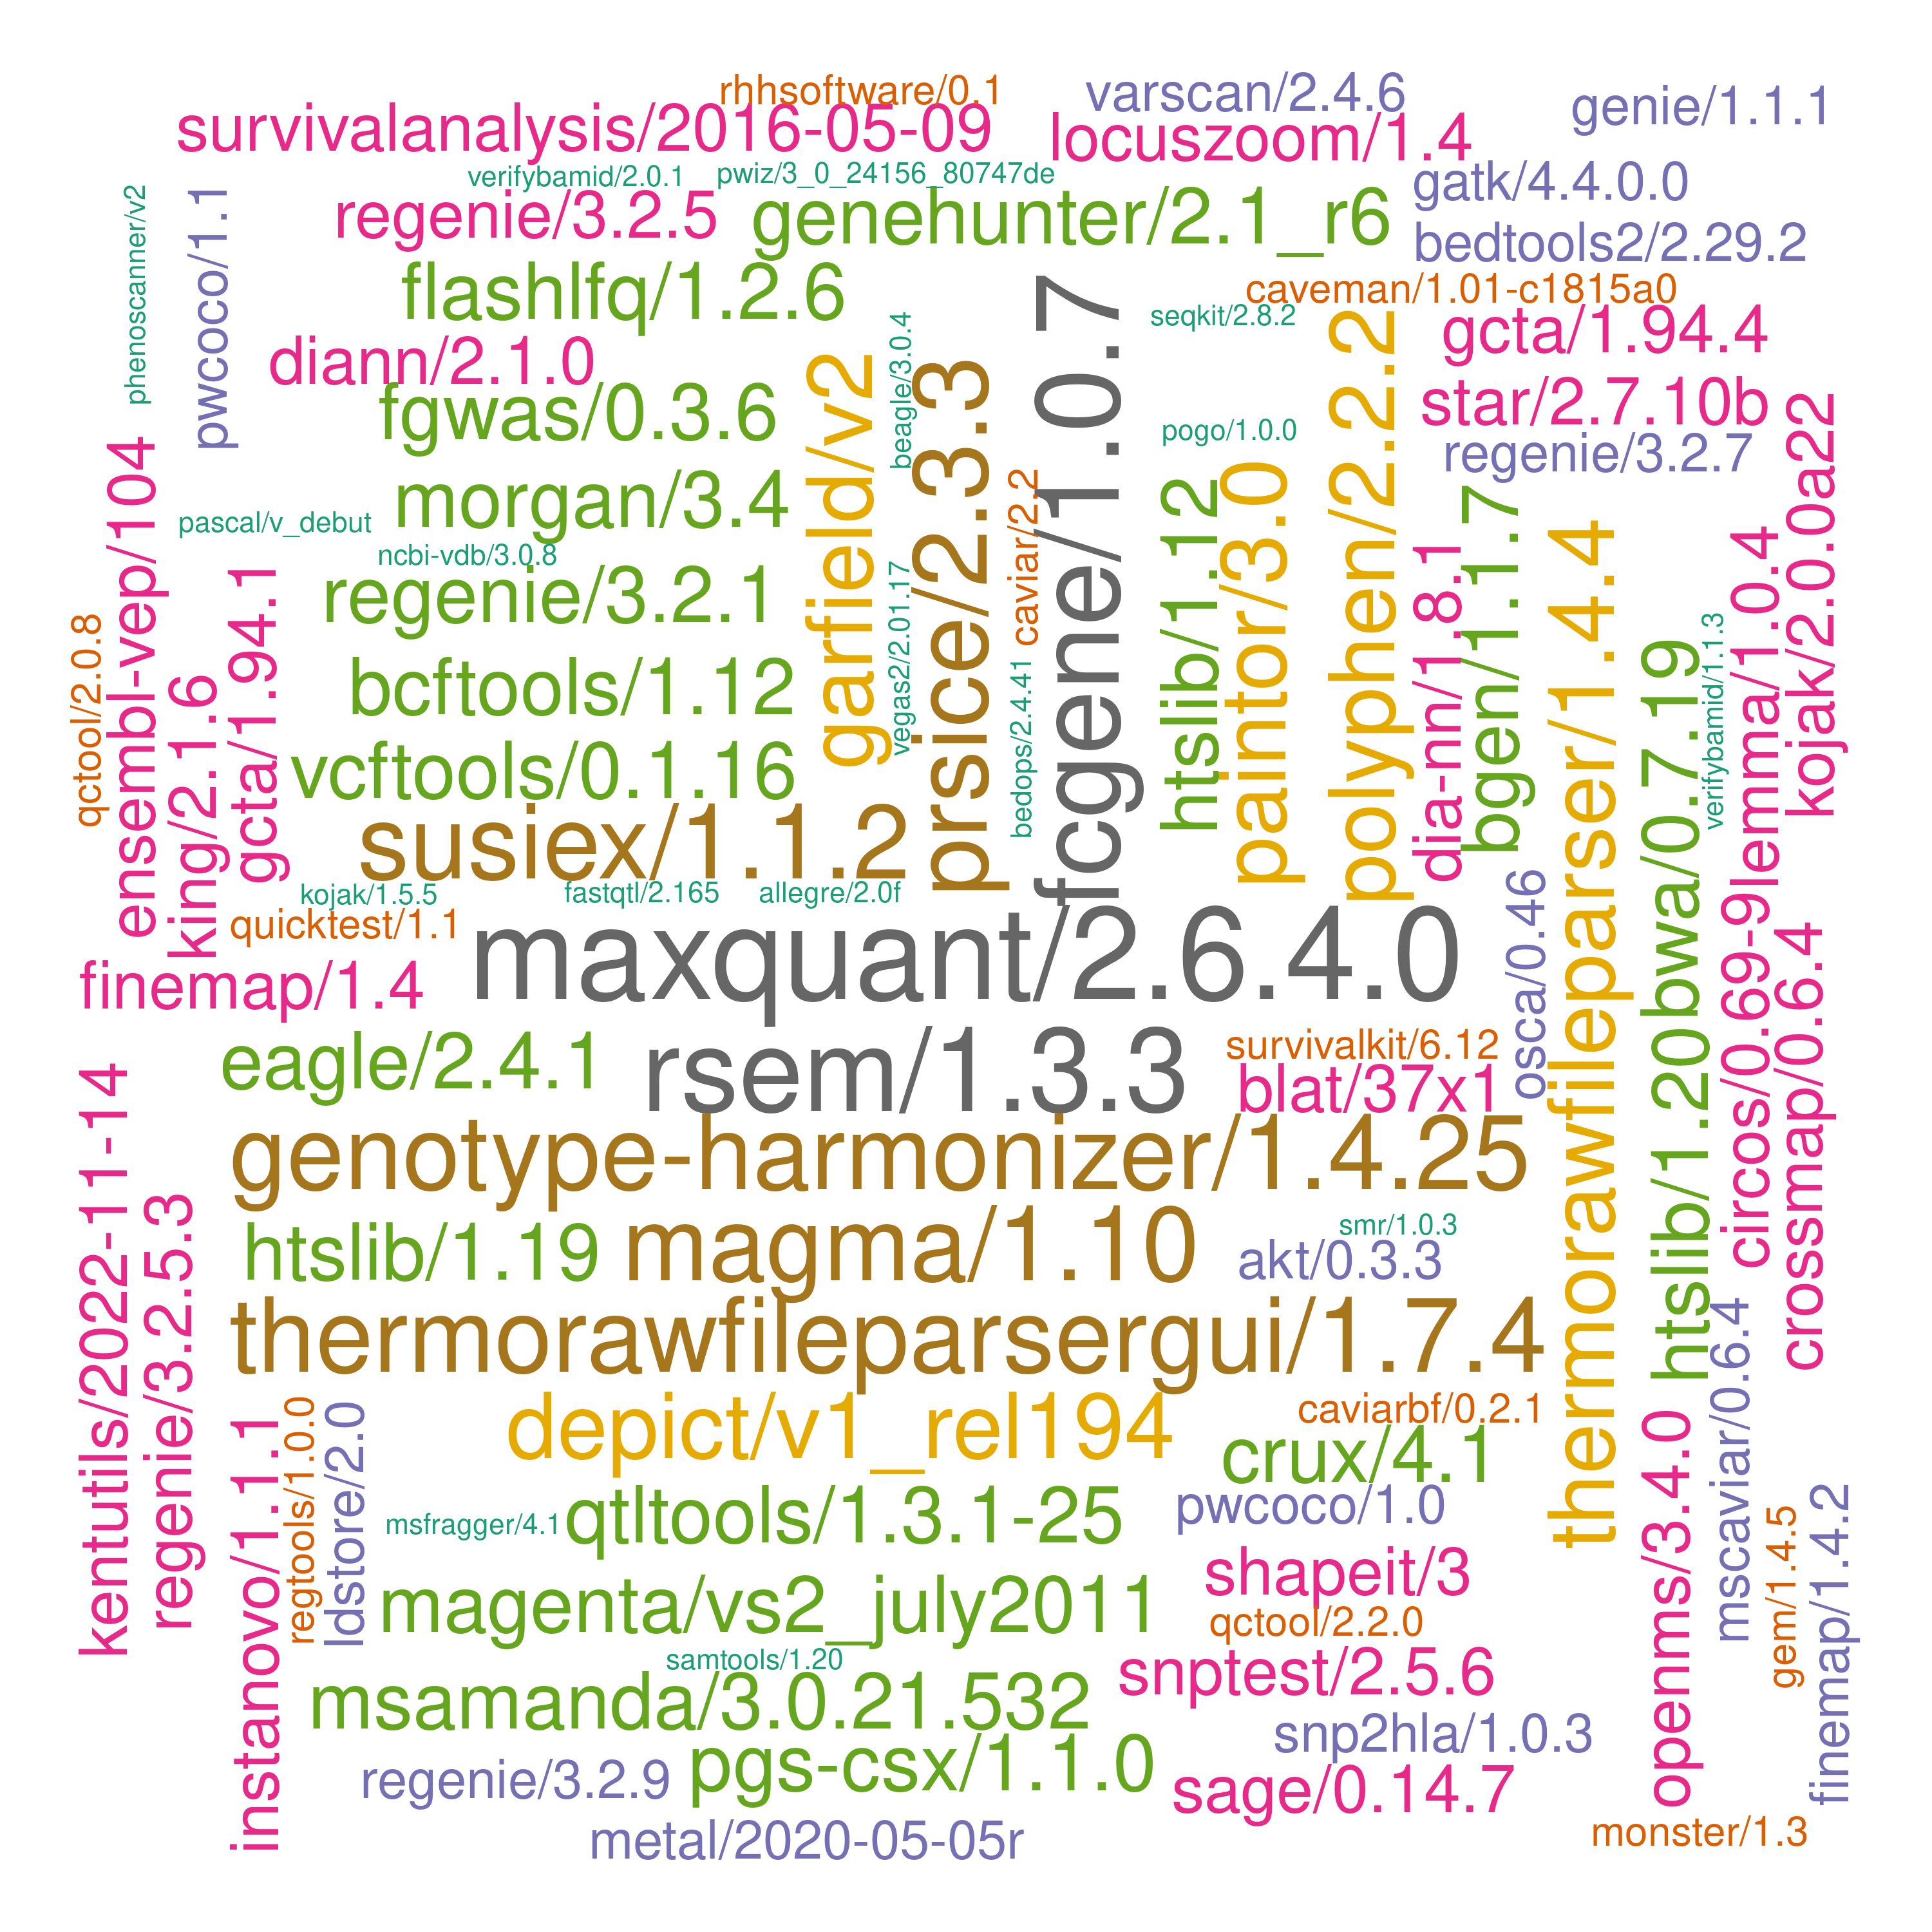 rhhsoftware/0.1
varscan/2.4.6
genie/1.1.1
survivalanalysis/2016-05-09
locuszoom/1.4
verifybamid/2.0.1
pwiz/3_0_24156_80747de
gatk/4.4.0.0
phenoscanner/v2
pwcoco/1.1
regenie/3.2.5
genehunter/2.1_r6
bedtools2/2.29.2
flashlfq/1.2.6
caveman/1.01-c1815a0
seqkit/2.8.2
gcta/1.94.4
diann/2.1.0
beagle/3.0.4
fgwas/0.3.6
star/2.7.10b
pogo/1.0.0
regenie/3.2.7
garfield/v2
prsice/2.3.3
fcgene/1.0.7
caviar/2.2
htslib/1.12
paintor/3.0
polyphen/2.2.2
dia-nn/1.8.1
bgen/1.1.7
thermorawfileparser/1.4.4
kojak/2.0.0a22
lemma/1.0.4
ensembl-vep/104
morgan/3.4
pascal/v_debut
ncbi-vdb/3.0.8
regenie/3.2.1
vegas2/2.01.17
qctool/2.0.8
king/2.1.6
gcta/1.94.1
bcftools/1.12
bedops/2.4.41
bwa/0.7.19
verifybamid/1.1.3
vcftools/0.1.16
susiex/1.1.2
kojak/1.5.5
fastqtl/2.165
allegre/2.0f
quicktest/1.1
maxquant/2.6.4.0
osca/0.46
circos/0.69-9
crossmap/0.6.4
finemap/1.4
eagle/2.4.1
rsem/1.3.3
survivalkit/6.12
blat/37x1
htslib/1.20
kentutils/2022-11-14
regenie/3.2.5.3
genotype-harmonizer/1.4.25
htslib/1.19
magma/1.10
smr/1.0.3
akt/0.3.3
thermorawfileparsergui/1.7.4
mscaviar/0.6.4
instanovo/1.1.1
regtools/1.0.0
ldstore/2.0
depict/v1_rel194
caviarbf/0.2.1
crux/4.1
openms/3.4.0
msfragger/4.1
qtltools/1.3.1-25
pwcoco/1.0
gem/1.4.5
finemap/1.4.2
shapeit/3
magenta/vs2_july2011
qctool/2.2.0
samtools/1.20
snptest/2.5.6
msamanda/3.0.21.532
snp2hla/1.0.3
regenie/3.2.9
pgs-csx/1.1.0
sage/0.14.7
metal/2020-05-05r
monster/1.3